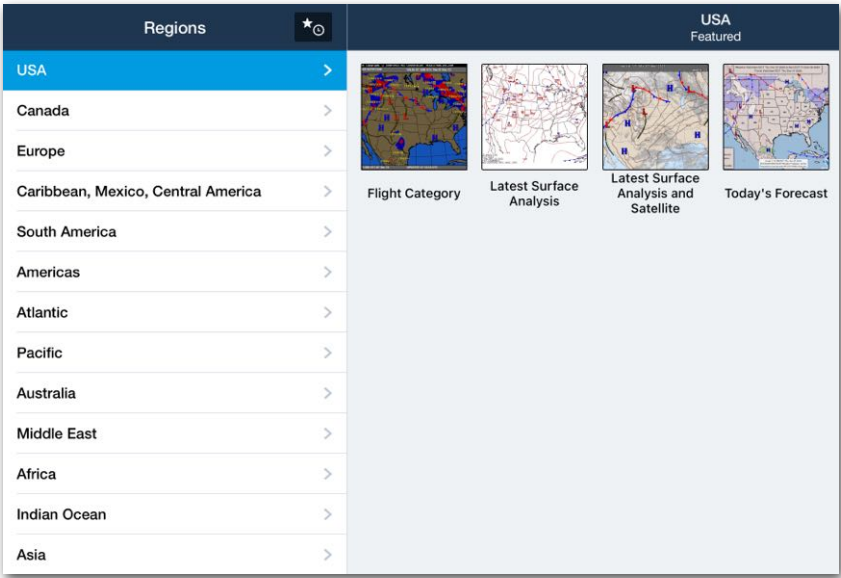 Regions
USA
Canada
Europe
Caribbean, Mexico, Central America
South America
Americas
Atlantic
Pacific
Australia
Middle East
Africa
Indian Ocean
Asia
USA
Featured
Flight Category
Latest Surface
Analysis
Latest Surface
Analysis and
Satellite
Today's Forecast